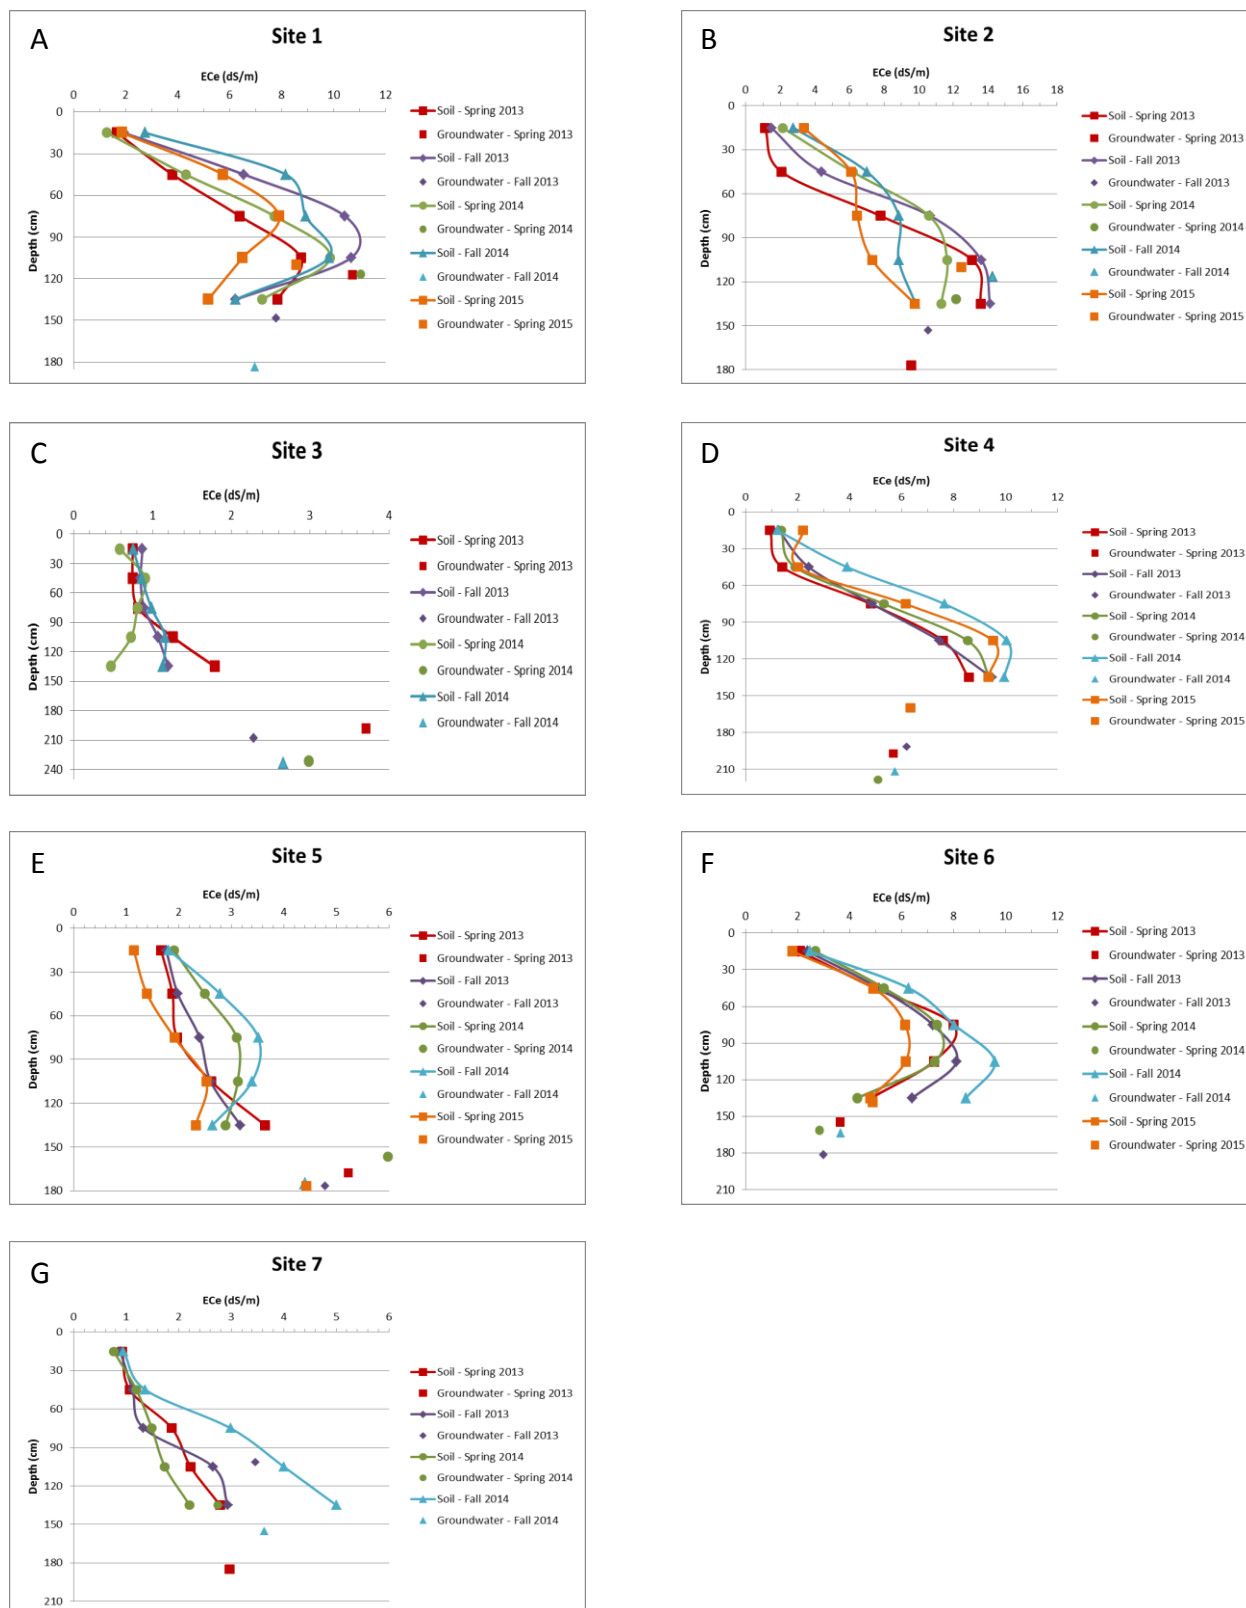 A
Site 1
ECe (dS/m)
0 2 4 6 8 10 12
0
30
60
90
120
150
180
Depth (cm)
Soil - Spring 2013
Groundwater - Spring 2013
Soil - Fall 2013
Groundwater - Fall 2013
Soil - Spring 2014
Groundwater - Spring 2014
Soil - Fall 2014
Groundwater - Fall 2014
Soil - Spring 2015
Groundwater - Spring 2015
B
Site 2
ECe (dS/m)
0 2 4 6 8 10 12 14 16 18
0
30
60
90
120
150
180
Depth (cm)
Soil - Spring 2013
Groundwater - Spring 2013
Soil - Fall 2013
Groundwater - Fall 2013
Soil - Spring 2014
Groundwater - Spring 2014
Soil - Fall 2014
Groundwater - Fall 2014
Soil - Spring 2015
Groundwater - Spring 2015
C
Site 3
ECe (dS/m)
0 1 2 3 4
0
30
60
90
120
150
180
210
240
Depth (cm)
Soil - Spring 2013
Groundwater - Spring 2013
Soil - Fall 2013
Groundwater - Fall 2013
Soil - Spring 2014
Groundwater - Spring 2014
Soil - Fall 2014
Groundwater - Fall 2014
D
Site 4
ECe (dS/m)
0 2 4 6 8 10 12
0
30
60
90
120
150
180
210
Depth (cm)
Soil - Spring 2013
Groundwater - Spring 2013
Soil - Fall 2013
Groundwater - Fall 2013
Soil - Spring 2014
Groundwater - Spring 2014
Soil - Fall 2014
Groundwater - Fall 2014
Soil - Spring 2015
Groundwater - Spring 2015
E
Site 5
ECe (dS/m)
0 1 2 3 4 5 6
0
30
60
90
120
150
180
Depth (cm)
Soil - Spring 2013
Groundwater - Spring 2013
Soil - Fall 2013
Groundwater - Fall 2013
Soil - Spring 2014
Groundwater - Spring 2014
Soil - Fall 2014
Groundwater - Fall 2014
Soil - Spring 2015
Groundwater - Spring 2015
F
Site 6
ECe (dS/m)
0 2 4 6 8 10 12
0
30
60
90
120
150
180
210
Depth (cm)
Soil - Spring 2013
Groundwater - Spring 2013
Soil - Fall 2013
Groundwater - Fall 2013
Soil - Spring 2014
Groundwater - Spring 2014
Soil - Fall 2014
Groundwater - Fall 2014
Soil - Spring 2015
Groundwater - Spring 2015
G
Site 7
ECe (dS/m)
0 1 2 3 4 5 6
0
30
60
90
120
150
180
210
Depth (cm)
Soil - Spring 2013
Groundwater - Spring 2013
Soil - Fall 2013
Groundwater - Fall 2013
Soil - Spring 2014
Groundwater - Spring 2014
Soil - Fall 2014
Groundwater - Fall 2014